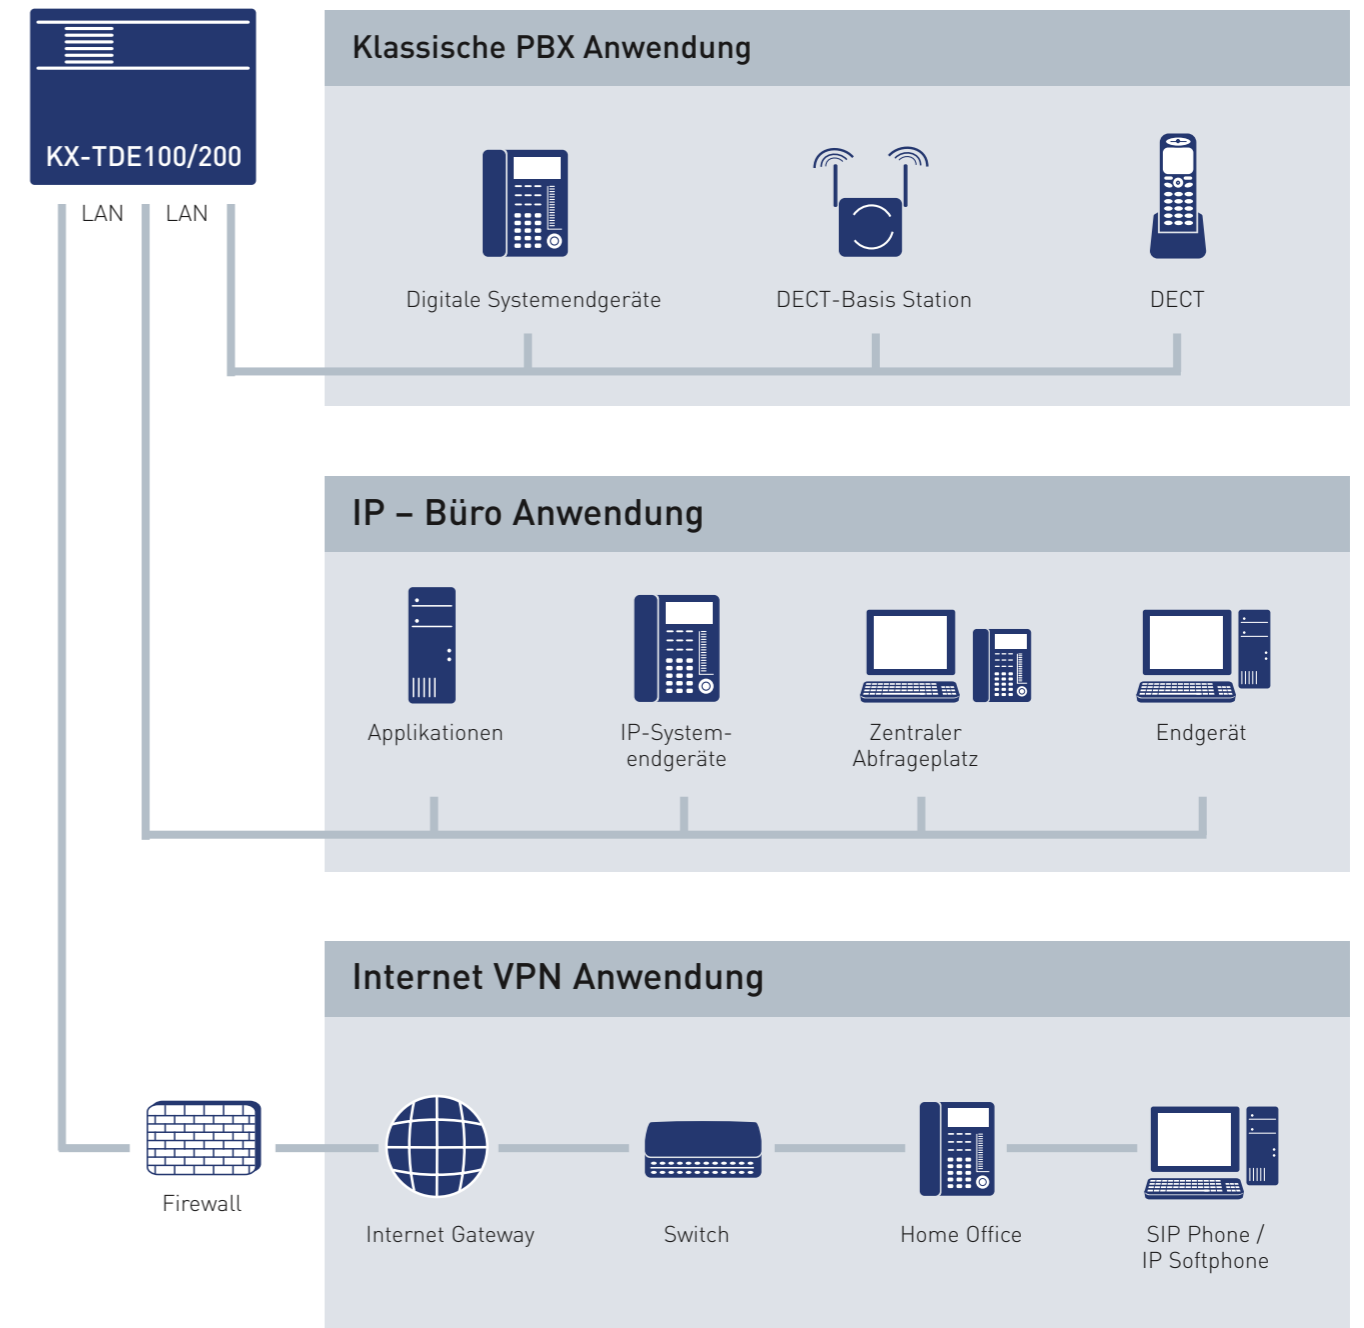 KX-TDE100/200
LAN
LAN
Klassische PBX Anwendung
Digitale Systemendgeräte
DECT-Basis Station
DECT
IP – Büro Anwendung
Applikationen
IP-System-
endgeräte
Zentraler
Abfrageplatz
Endgerät
Internet VPN Anwendung
Firewall
Internet Gateway
Switch
Home Office
SIP Phone /
IP Softphone